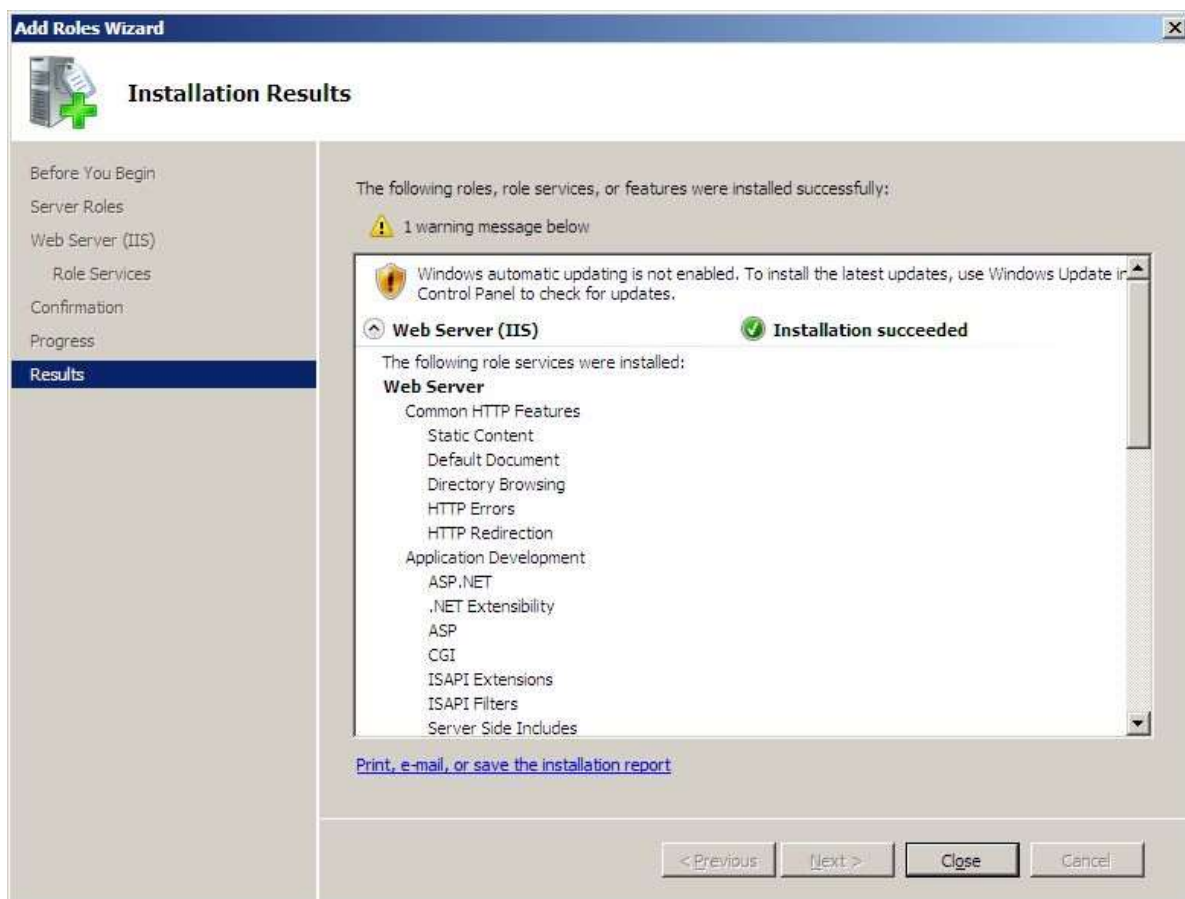 Add Roles Wizard
Installation Results
Before You Begin
Server Roles
Web Server (IIS)
Role Services
Confirmation
Progress
Results
The following roles, role services, or features were installed successfully:
1 warning message below
Windows automatic updating is not enabled. To install the latest updates, use Windows Update in
Control Panel to check for updates.
Web Server (IIS) Installation succeeded
The following role services were installed:
Web Server
Common HTTP Features
Static Content
Default Document
Directory Browsing
HTTP Errors
HTTP Redirection
Application Development
ASP.NET
.NET Extensibility
ASP
CGI
ISAPI Extensions
ISAPI Filters
Server Side Includes
Print, e-mail, or save the installation report
< Previous Next > Close Cancel